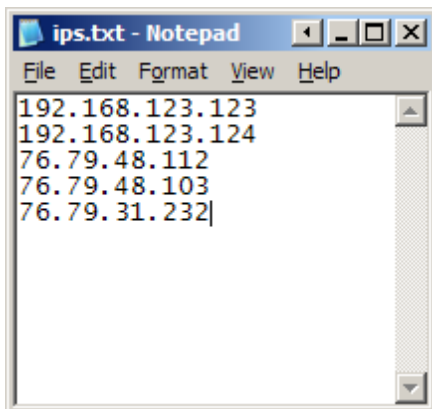 ips.txt - Notepad
File Edit Format View Help
192.168.123.123
192.168.123.124
76.79.48.112
76.79.48.103
76.79.31.232